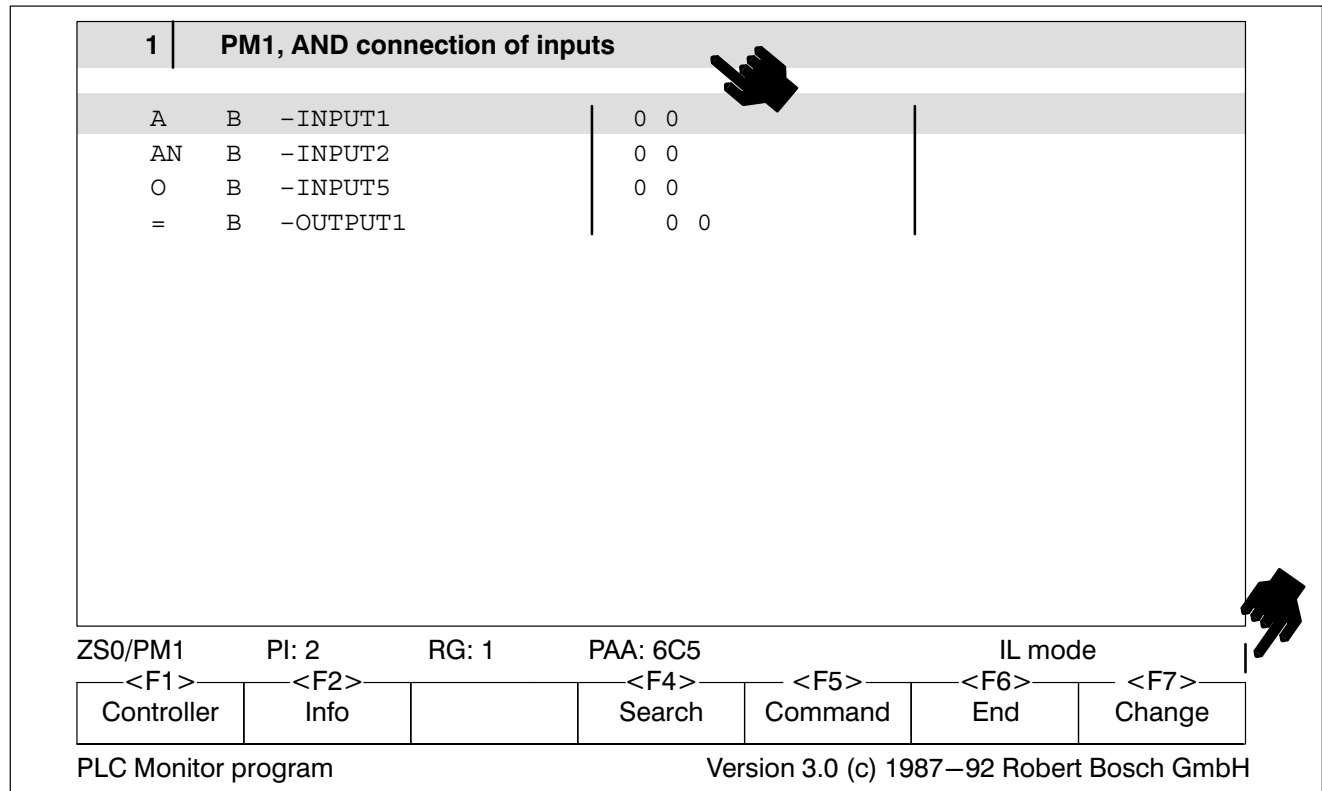 1 PM1, AND connection of inputs
A B –INPUT1 0 0
AN B –INPUT2 0 0
O B –INPUT5 0 0
= B –OUTPUT1 0 0
ZS0/PM1 PI: 2 RG: 1 PAA: 6C5 IL mode
<F1> <F2> <F4> <F5> <F6> <F7>
Controller Info Search Command End Change
PLC Monitor program Version 3.0 (c) 1987–92 Robert Bosch GmbH